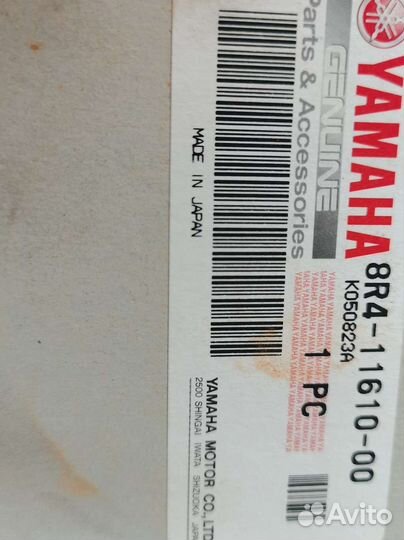 YAMAHA
GENUINE
Parts & Accessories
8R4-11610-00
K050823A
1 PC
MADE IN JAPAN
YAMAHA MOTOR CO., LTD
2500 SHINGAI IWATA SHIZUOKA JAPAN
Avito